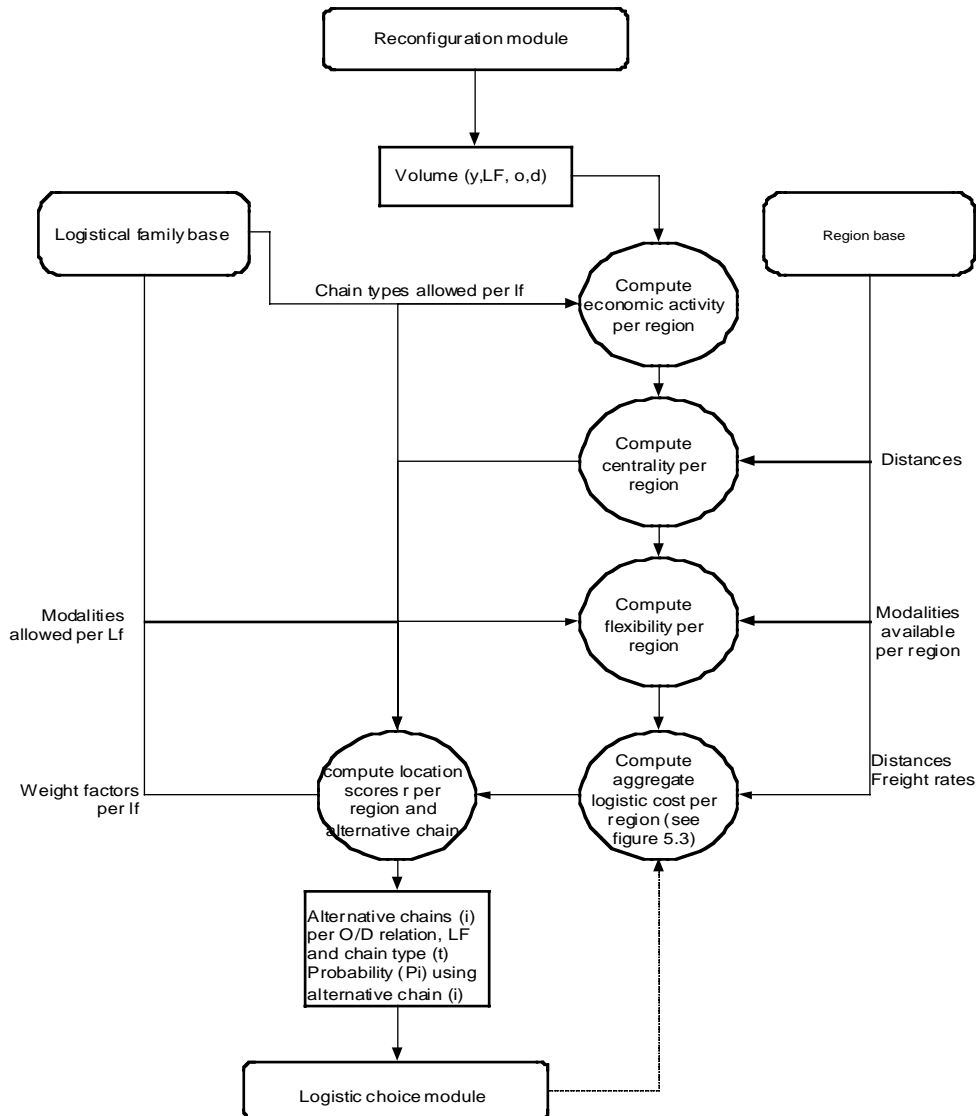 Reconfiguration module
Volume (y,LF, o,d)
Logistical family base
Region base
Chain types allowed per lf
Compute
economic activity
per region
Compute
centrality per
region
Distances
Modalities
allowed per Lf
Compute
flexibility per
region
Modalities
available
per region
Weight factors
per lf
compute location
scores r per
region and
alternative chain
Compute
aggregate
logistic cost per
region (see
figure 5.3)
Distances
Freight rates
Alternative chains (i)
per O/D relation, LF
and chain type (t)
Probability (Pi) using
alternative chain (i)
Logistic choice module